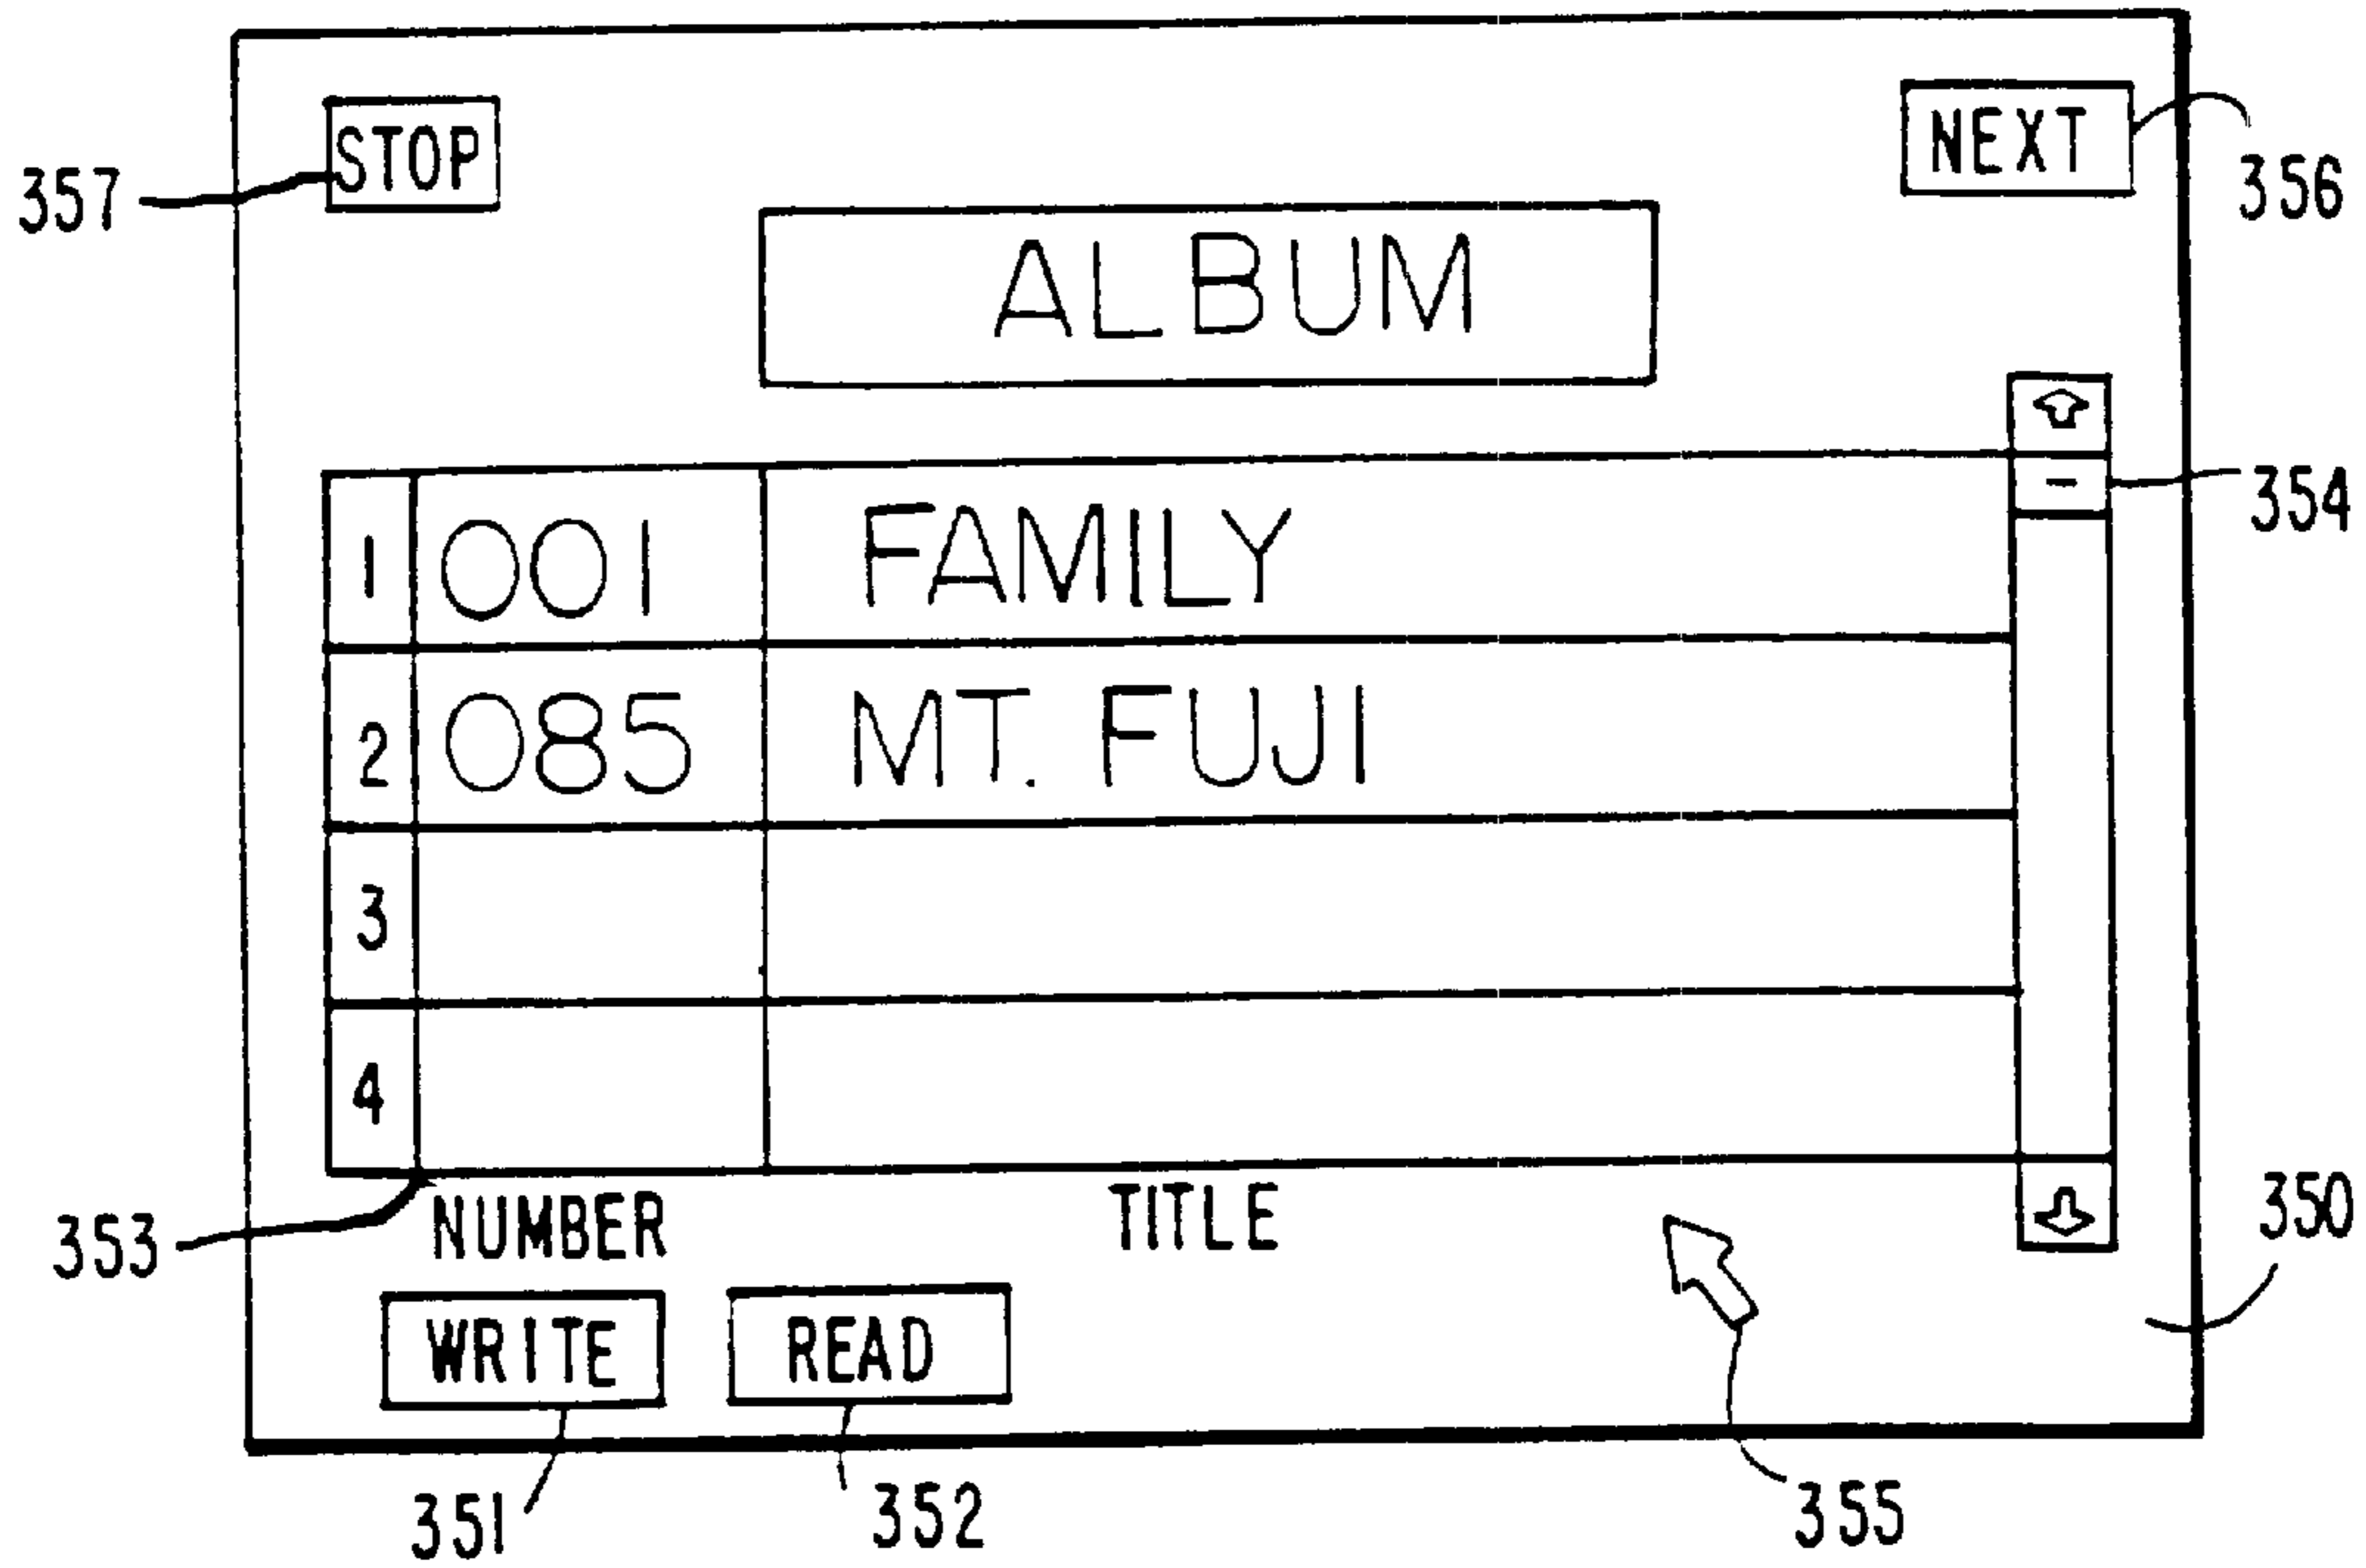 STOP
NEXT
357
356
ALBUM
354
1 001 FAMILY
2 085 MT. FUJI
3
4
350
353
NUMBER TITLE
WRITE READ
351 352 355